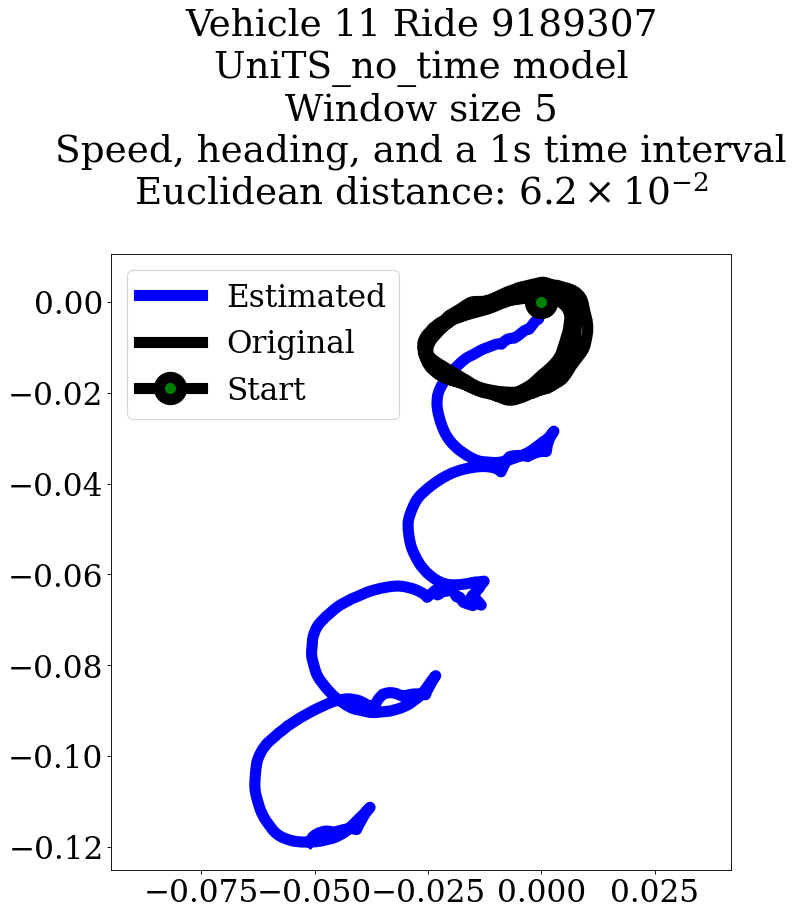 Vehicle 11 Ride 9189307
UniTS_no_time model
Window size 5
Speed, heading, and a 1s time interval
Euclidean distance: 6.2 × 10⁻²
Estimated
Original
Start
0.00
−0.02
−0.04
−0.06
−0.08
−0.10
−0.12
−0.075 −0.050 −0.025 0.000 0.025